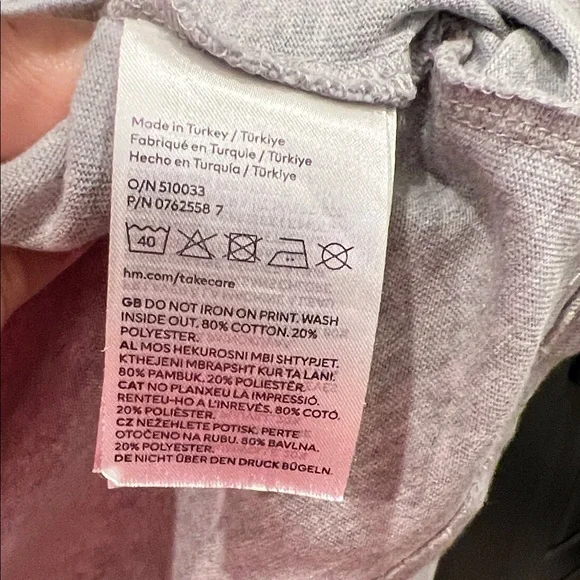 Made in Turkey / Türkiye
Fabriqué en Turquie / Türkiye
Hecho en Turquía / Türkiye
O/N 510033
P/N 0762558 7
40
hm.com/takecare
GB DO NOT IRON ON PRINT. WASH
INSIDE OUT. 80% COTTON. 20%
POLYESTER.
AL MOS HEKUROSNI MBI SHTYPJET.
KTHEJENI MBRAPSHT KUR TA LANI.
80% PAMBUK. 20% POLIESTËR.
CAT NO PLANXEU LA IMPRESSIÓ.
RENTEU-HO A L'INREVÉS. 80% COTÓ.
20% POLIÈSTER.
CZ NEŽEHLETE POTISK. PERTE
OTOČENO NA RUBU. 80% BAVLNA.
20% POLYESTER.
DE NICHT ÜBER DEN DRUCK BÜGELN.